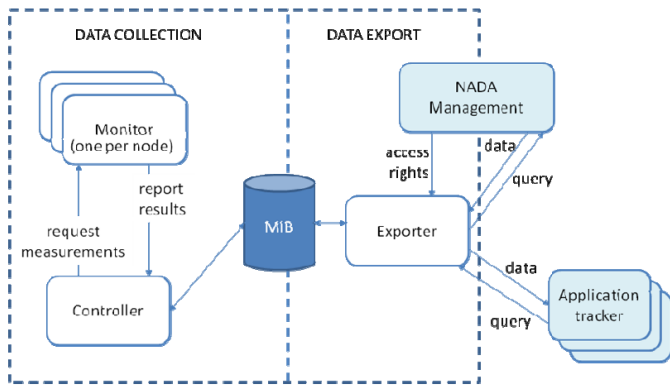 DATA COLLECTION
DATA EXPORT
NADA
Management
Monitor
(one per node)
data
access
rights
query
report
results
MIB
request
measurements
Exporter
data
Controller
query
Application
tracker